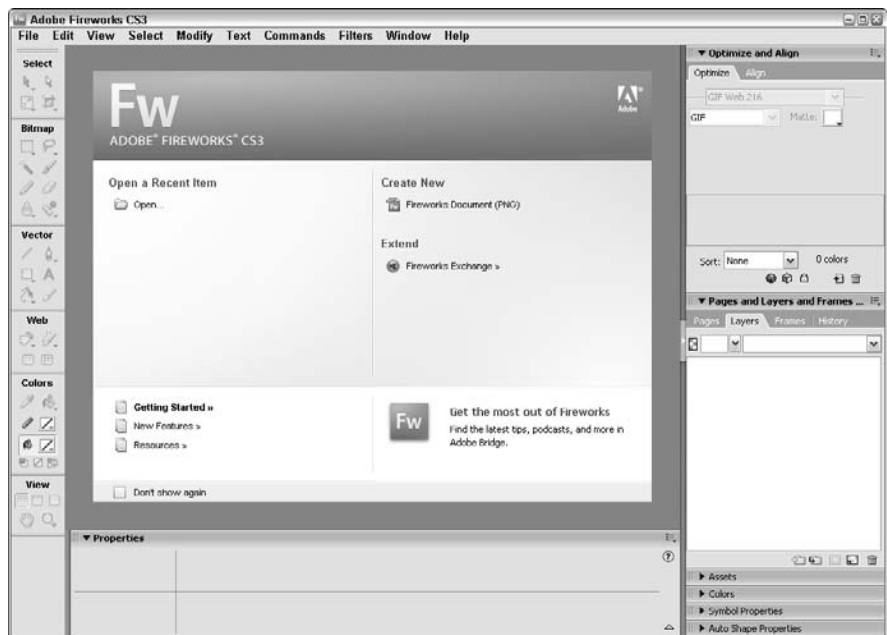 Adobe Fireworks CS3
File Edit View Select Modify Text Commands Filters Window Help
Select
Bitmap
Vector
Web
Colors
View
Fw
ADOBE® FIREWORKS® CS3
Adobe
Open a Recent Item
Open...
Create New
Fireworks Document (PNG)
Extend
Fireworks Exchange »
Getting Started »
New Features »
Resources »
Fw
Get the most out of Fireworks
Find the latest tips, podcasts, and more in
Adobe Bridge.
Don't show again
Properties
Optimize and Align
Optimize Align
GIF Web 216
GIF Matte:
Sort: None 0 colors
Pages and Layers and Frames ...
Pages Layers Frames History
Assets
Colors
Symbol Properties
Auto Shape Properties